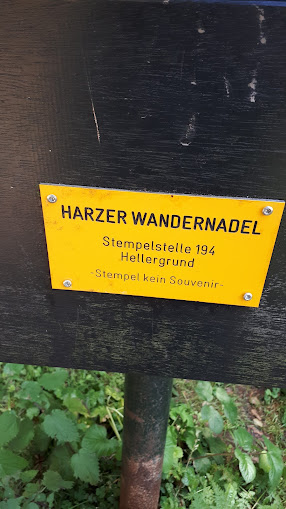 HARZER WANDERNADEL
Stempelstelle 194
Hellergrund
-Stempel kein Souvenir-